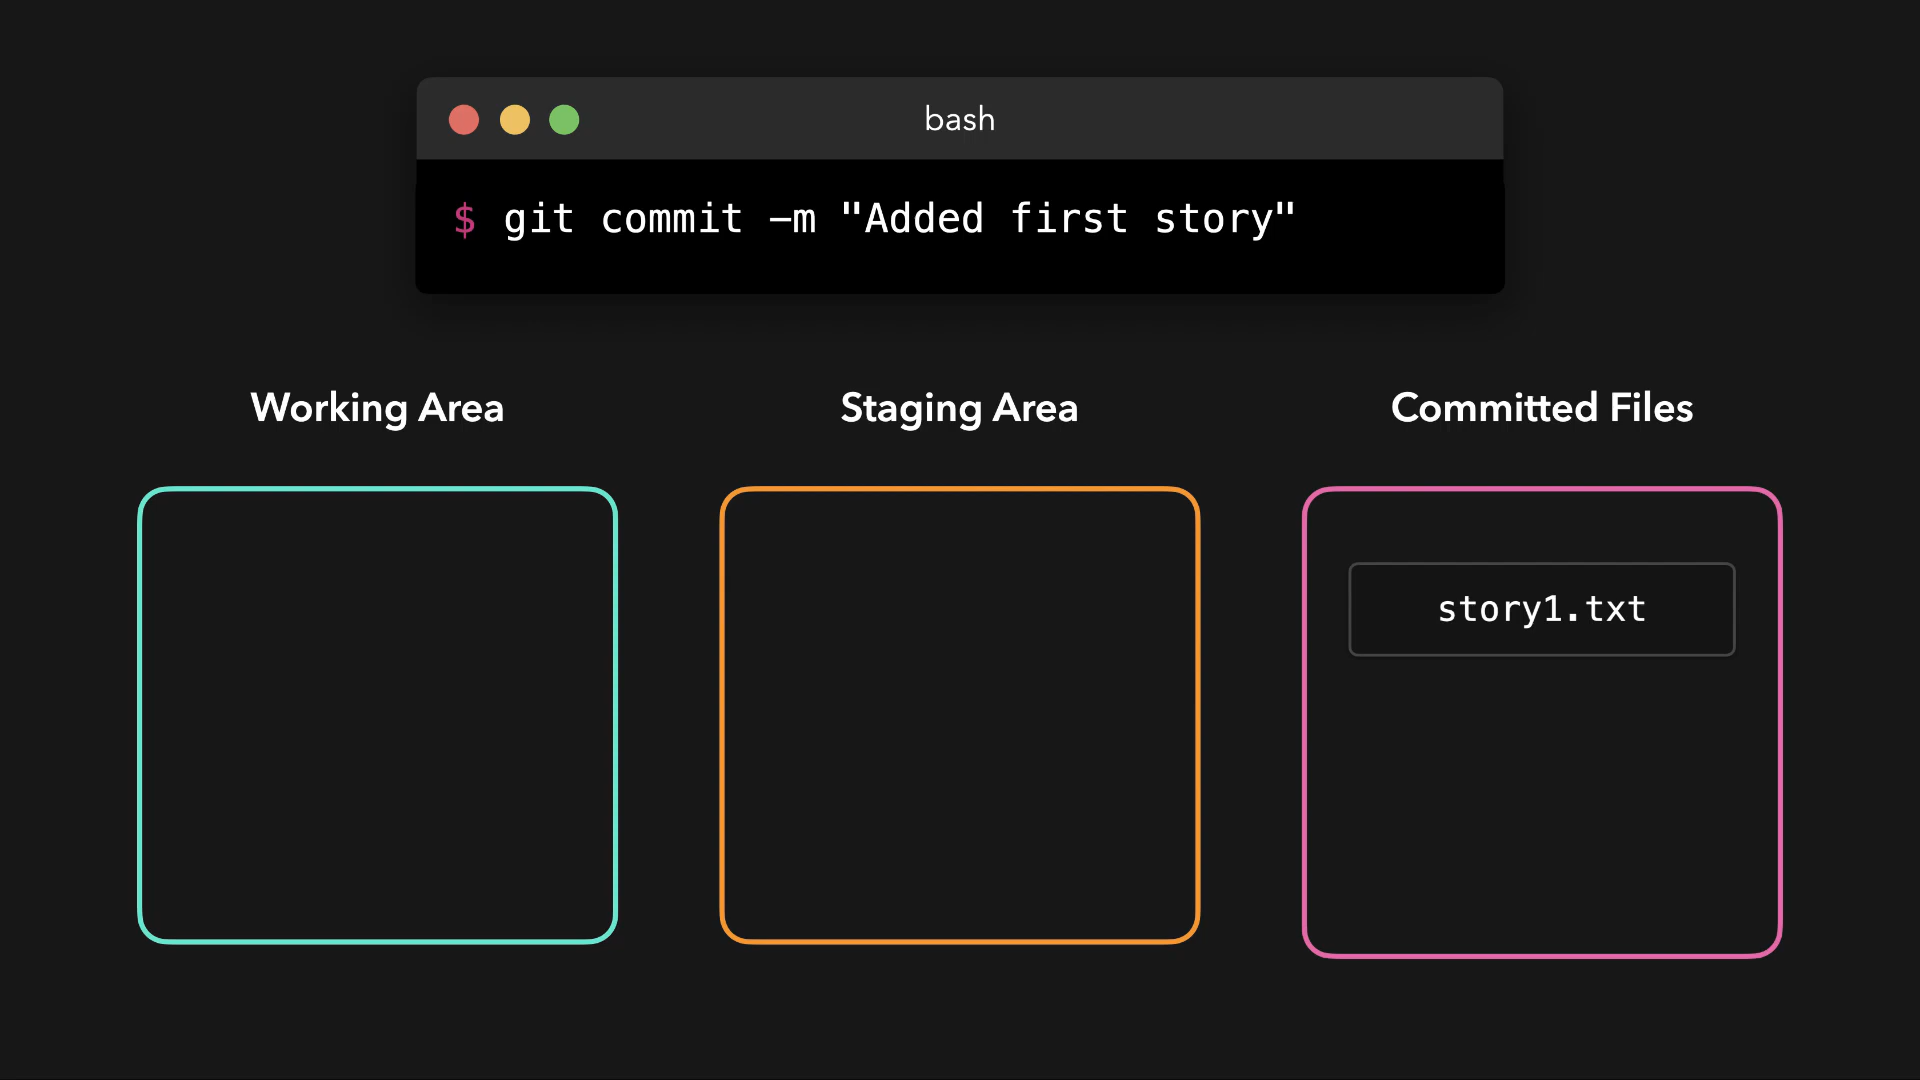 bash
$ git commit –m "Added first story"
Working Area
Staging Area
Committed Files
story1.txt